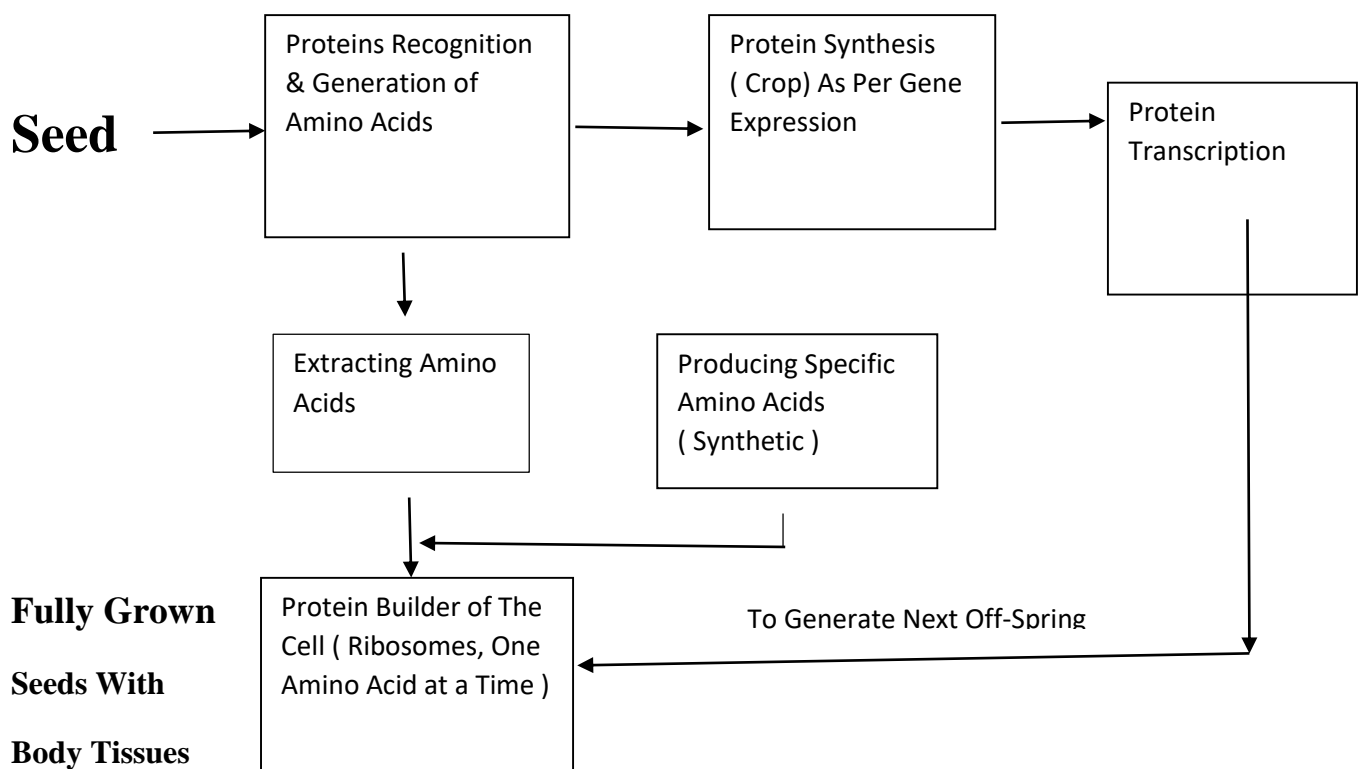 Proteins Recognition
& Generation of
Amino Acids
Protein Synthesis
( Crop) As Per Gene
Expression
Protein
Transcription
Seed
Extracting Amino
Acids
Producing Specific
Amino Acids
( Synthetic )
Fully Grown
Seeds With
Body Tissues
Protein Builder of The
Cell ( Ribosomes, One
Amino Acid at a Time )
To Generate Next Off-Spring